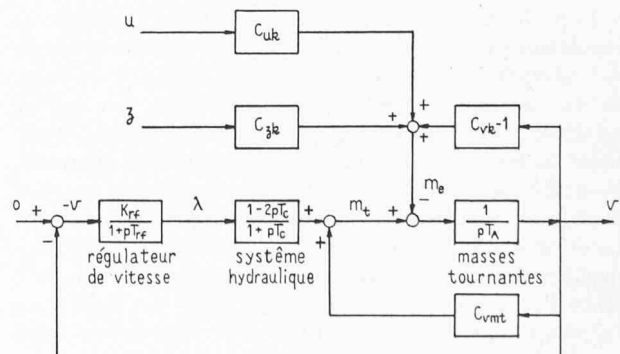 u
C_uk
+
ʒ
C_ʒk
+
+
C_vk-1
m_e
0
+
-v
K_rf
1+pT_rf
λ
1-2pT_c
1+pT_c
+
m_t
+
-
1
pT_A
v
-
+
régulateur
de vitesse
système
hydraulique
masses
tournantes
C_vmt